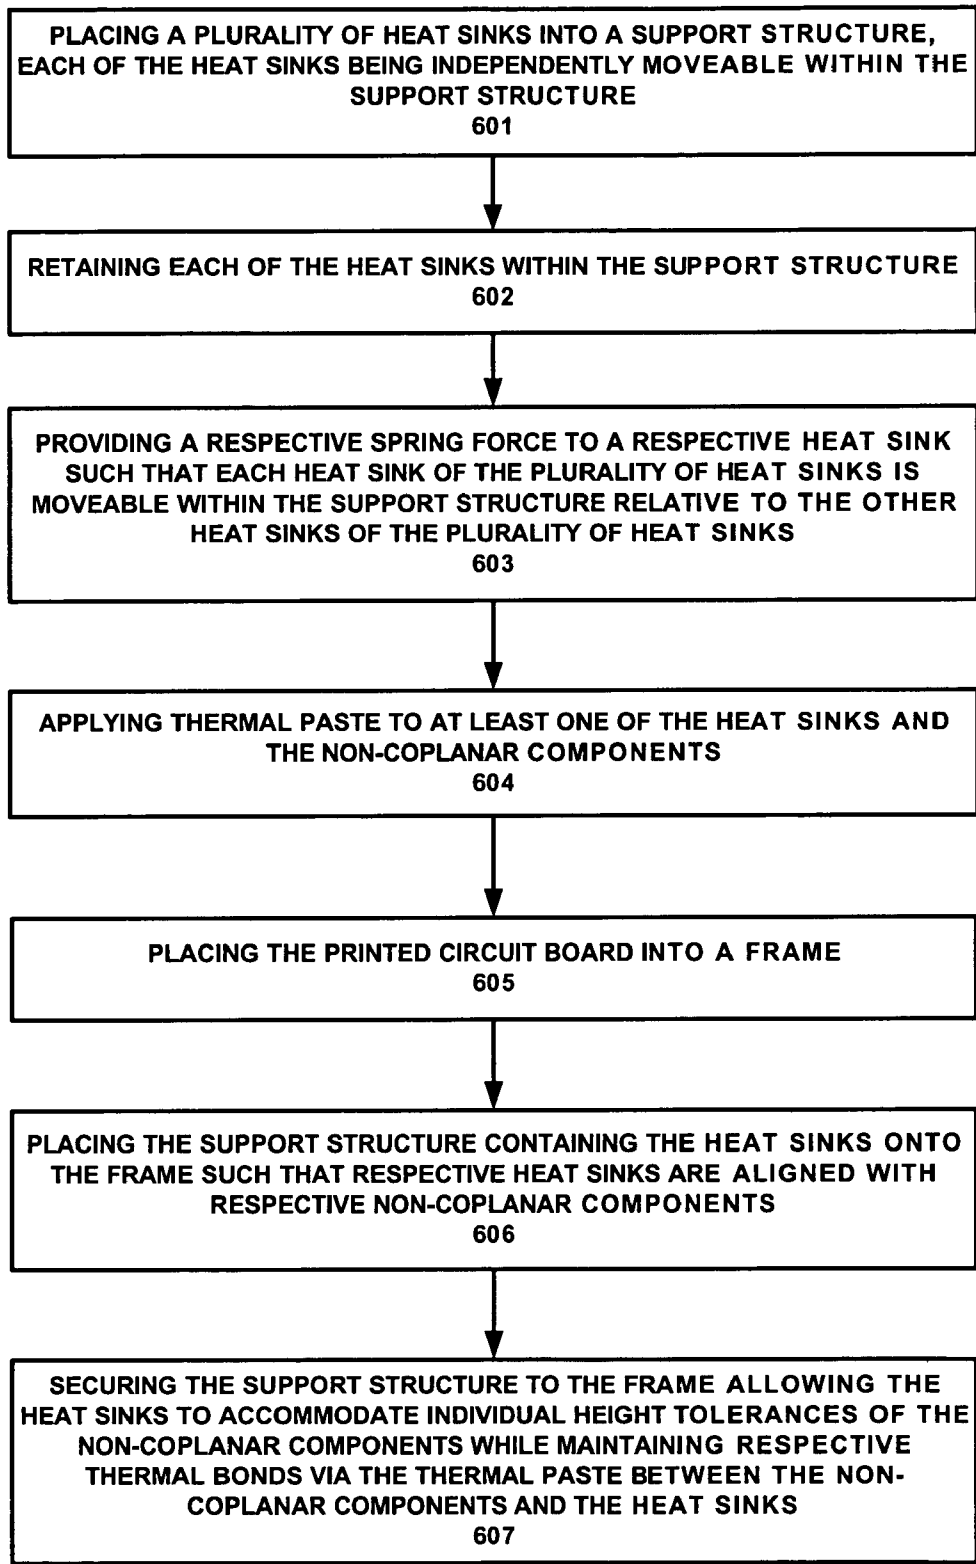 PLACING A PLURALITY OF HEAT SINKS INTO A SUPPORT STRUCTURE,
EACH OF THE HEAT SINKS BEING INDEPENDENTLY MOVEABLE WITHIN THE
SUPPORT STRUCTURE
601
RETAINING EACH OF THE HEAT SINKS WITHIN THE SUPPORT STRUCTURE
602
PROVIDING A RESPECTIVE SPRING FORCE TO A RESPECTIVE HEAT SINK
SUCH THAT EACH HEAT SINK OF THE PLURALITY OF HEAT SINKS IS
MOVEABLE WITHIN THE SUPPORT STRUCTURE RELATIVE TO THE OTHER
HEAT SINKS OF THE PLURALITY OF HEAT SINKS
603
APPLYING THERMAL PASTE TO AT LEAST ONE OF THE HEAT SINKS AND
THE NON-COPLANAR COMPONENTS
604
PLACING THE PRINTED CIRCUIT BOARD INTO A FRAME
605
PLACING THE SUPPORT STRUCTURE CONTAINING THE HEAT SINKS ONTO
THE FRAME SUCH THAT RESPECTIVE HEAT SINKS ARE ALIGNED WITH
RESPECTIVE NON-COPLANAR COMPONENTS
606
SECURING THE SUPPORT STRUCTURE TO THE FRAME ALLOWING THE
HEAT SINKS TO ACCOMMODATE INDIVIDUAL HEIGHT TOLERANCES OF THE
NON-COPLANAR COMPONENTS WHILE MAINTAINING RESPECTIVE
THERMAL BONDS VIA THE THERMAL PASTE BETWEEN THE NON-
COPLANAR COMPONENTS AND THE HEAT SINKS
607